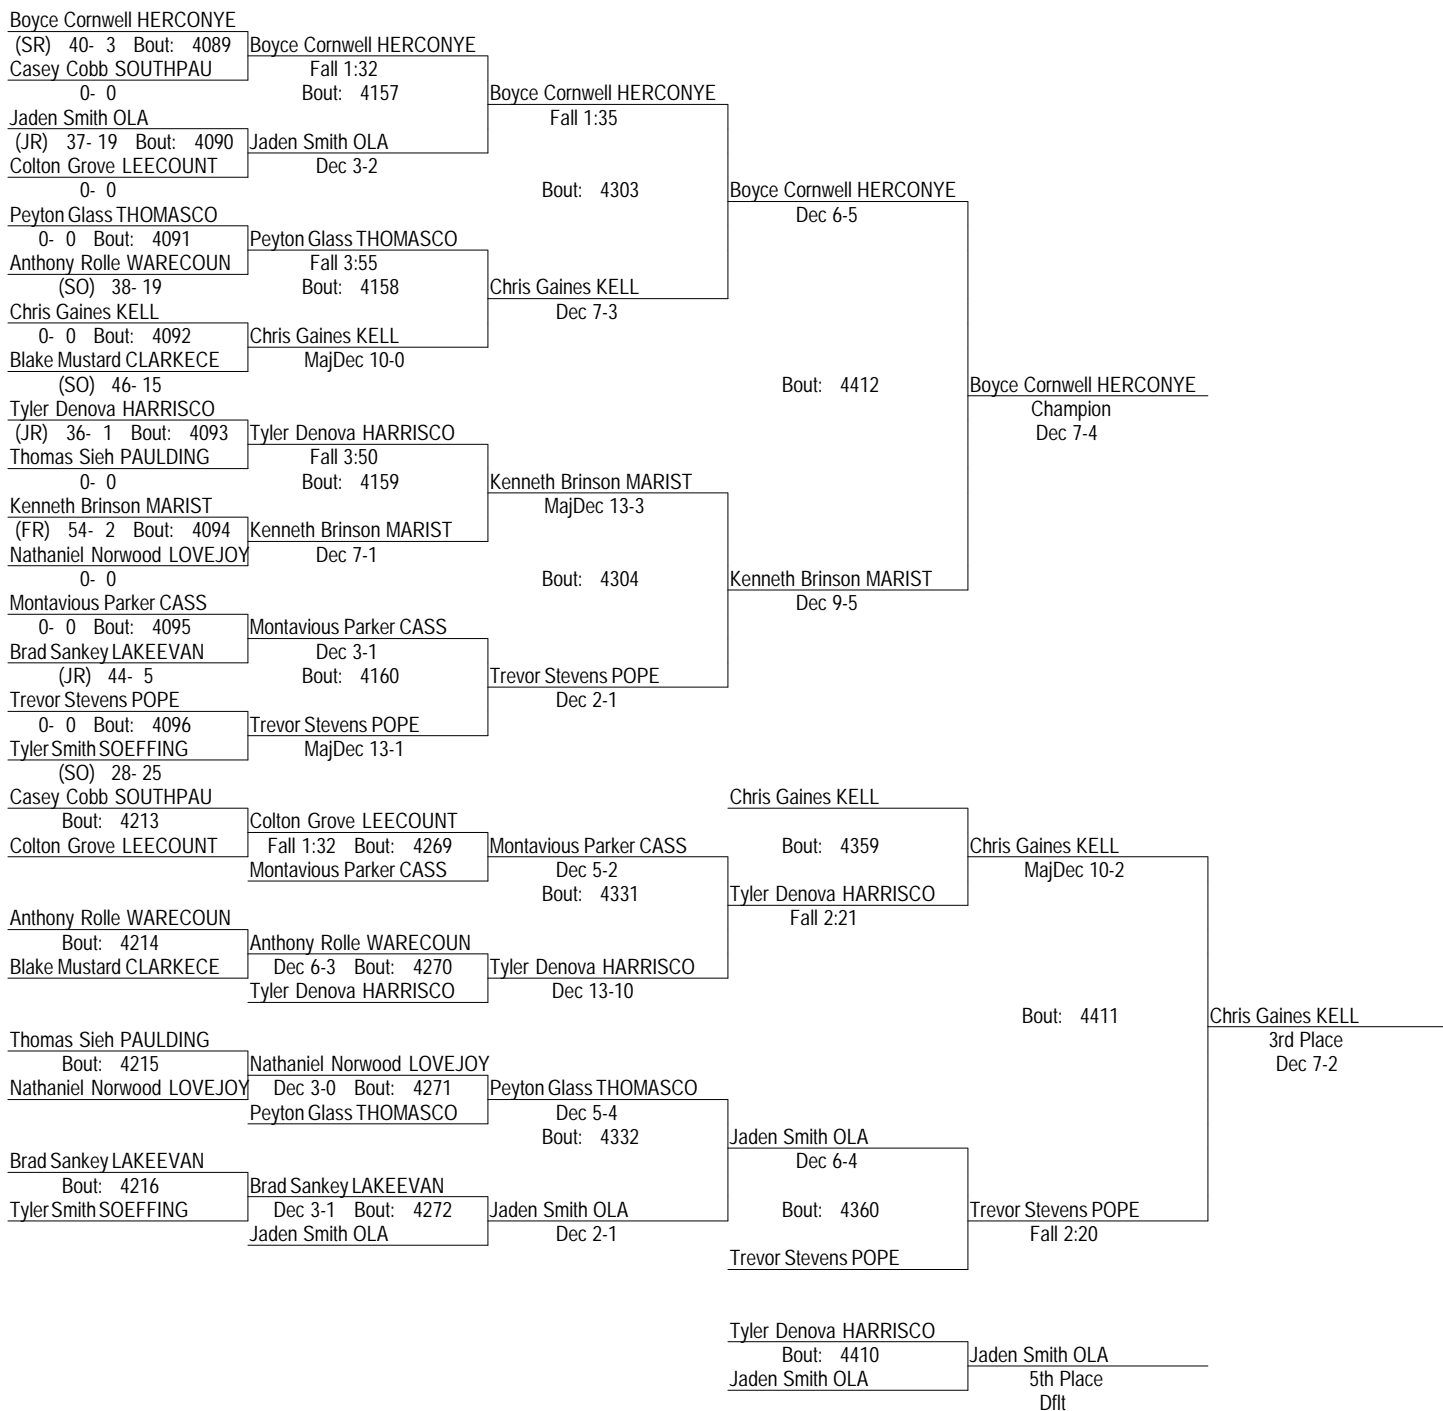 Boyce Cornwell HERCONYE
(SR) 40- 3 Bout: 4089 Boyce Cornwell HERCONYE
Casey Cobb SOUTHPAU Fall 1:32
0- 0 Bout: 4157 Boyce Cornwell HERCONYE
Jaden Smith OLA Fall 1:35
(JR) 37- 19 Bout: 4090 Jaden Smith OLA
Colton Grove LEECOUNT Dec 3-2
0- 0 Bout: 4303 Boyce Cornwell HERCONYE
Peyton Glass THOMASCO Dec 6-5
0- 0 Bout: 4091 Peyton Glass THOMASCO
Anthony Rolle WARECOUN Fall 3:55
(SO) 38- 19 Bout: 4158 Chris Gaines KELL
Chris Gaines KELL Dec 7-3
0- 0 Bout: 4092 Chris Gaines KELL
Blake Mustard CLARKECE MajDec 10-0
(SO) 46- 15 Bout: 4412 Boyce Cornwell HERCONYE
Tyler Denova HARRISCO Champion
(JR) 36- 1 Bout: 4093 Tyler Denova HARRISCO Dec 7-4
Thomas Sieh PAULDING Fall 3:50
0- 0 Bout: 4159 Kenneth Brinson MARIST
Kenneth Brinson MARIST MajDec 13-3
(FR) 54- 2 Bout: 4094 Kenneth Brinson MARIST
Nathaniel Norwood LOVEJOY Dec 7-1
0- 0 Bout: 4304 Kenneth Brinson MARIST
Montavious Parker CASS Dec 9-5
0- 0 Bout: 4095 Montavious Parker CASS
Brad Sankey LAKEEVAN Dec 3-1
(JR) 44- 5 Bout: 4160 Trevor Stevens POPE
Trevor Stevens POPE Dec 2-1
0- 0 Bout: 4096 Trevor Stevens POPE
Tyler Smith SOEFFING MajDec 13-1
(SO) 28- 25
Casey Cobb SOUTHPAU Chris Gaines KELL
Bout: 4213 Colton Grove LEECOUNT
Colton Grove LEECOUNT Fall 1:32 Bout: 4269 Montavious Parker CASS Bout: 4359 Chris Gaines KELL
Montavious Parker CASS Dec 5-2 MajDec 10-2
Bout: 4331 Tyler Denova HARRISCO
Anthony Rolle WARECOUN Fall 2:21
Bout: 4214 Anthony Rolle WARECOUN
Blake Mustard CLARKECE Dec 6-3 Bout: 4270 Tyler Denova HARRISCO
Tyler Denova HARRISCO Dec 13-10
Bout: 4411 Chris Gaines KELL
Thomas Sieh PAULDING 3rd Place
Bout: 4215 Nathaniel Norwood LOVEJOY Dec 7-2
Nathaniel Norwood LOVEJOY Dec 3-0 Bout: 4271 Peyton Glass THOMASCO
Peyton Glass THOMASCO Dec 5-4
Bout: 4332 Jaden Smith OLA
Brad Sankey LAKEEVAN Dec 6-4
Bout: 4216 Brad Sankey LAKEEVAN
Tyler Smith SOEFFING Dec 3-1 Bout: 4272 Jaden Smith OLA Bout: 4360 Trevor Stevens POPE
Jaden Smith OLA Dec 2-1 Fall 2:20
Trevor Stevens POPE
Tyler Denova HARRISCO
Bout: 4410 Jaden Smith OLA
Jaden Smith OLA 5th Place
Dflt